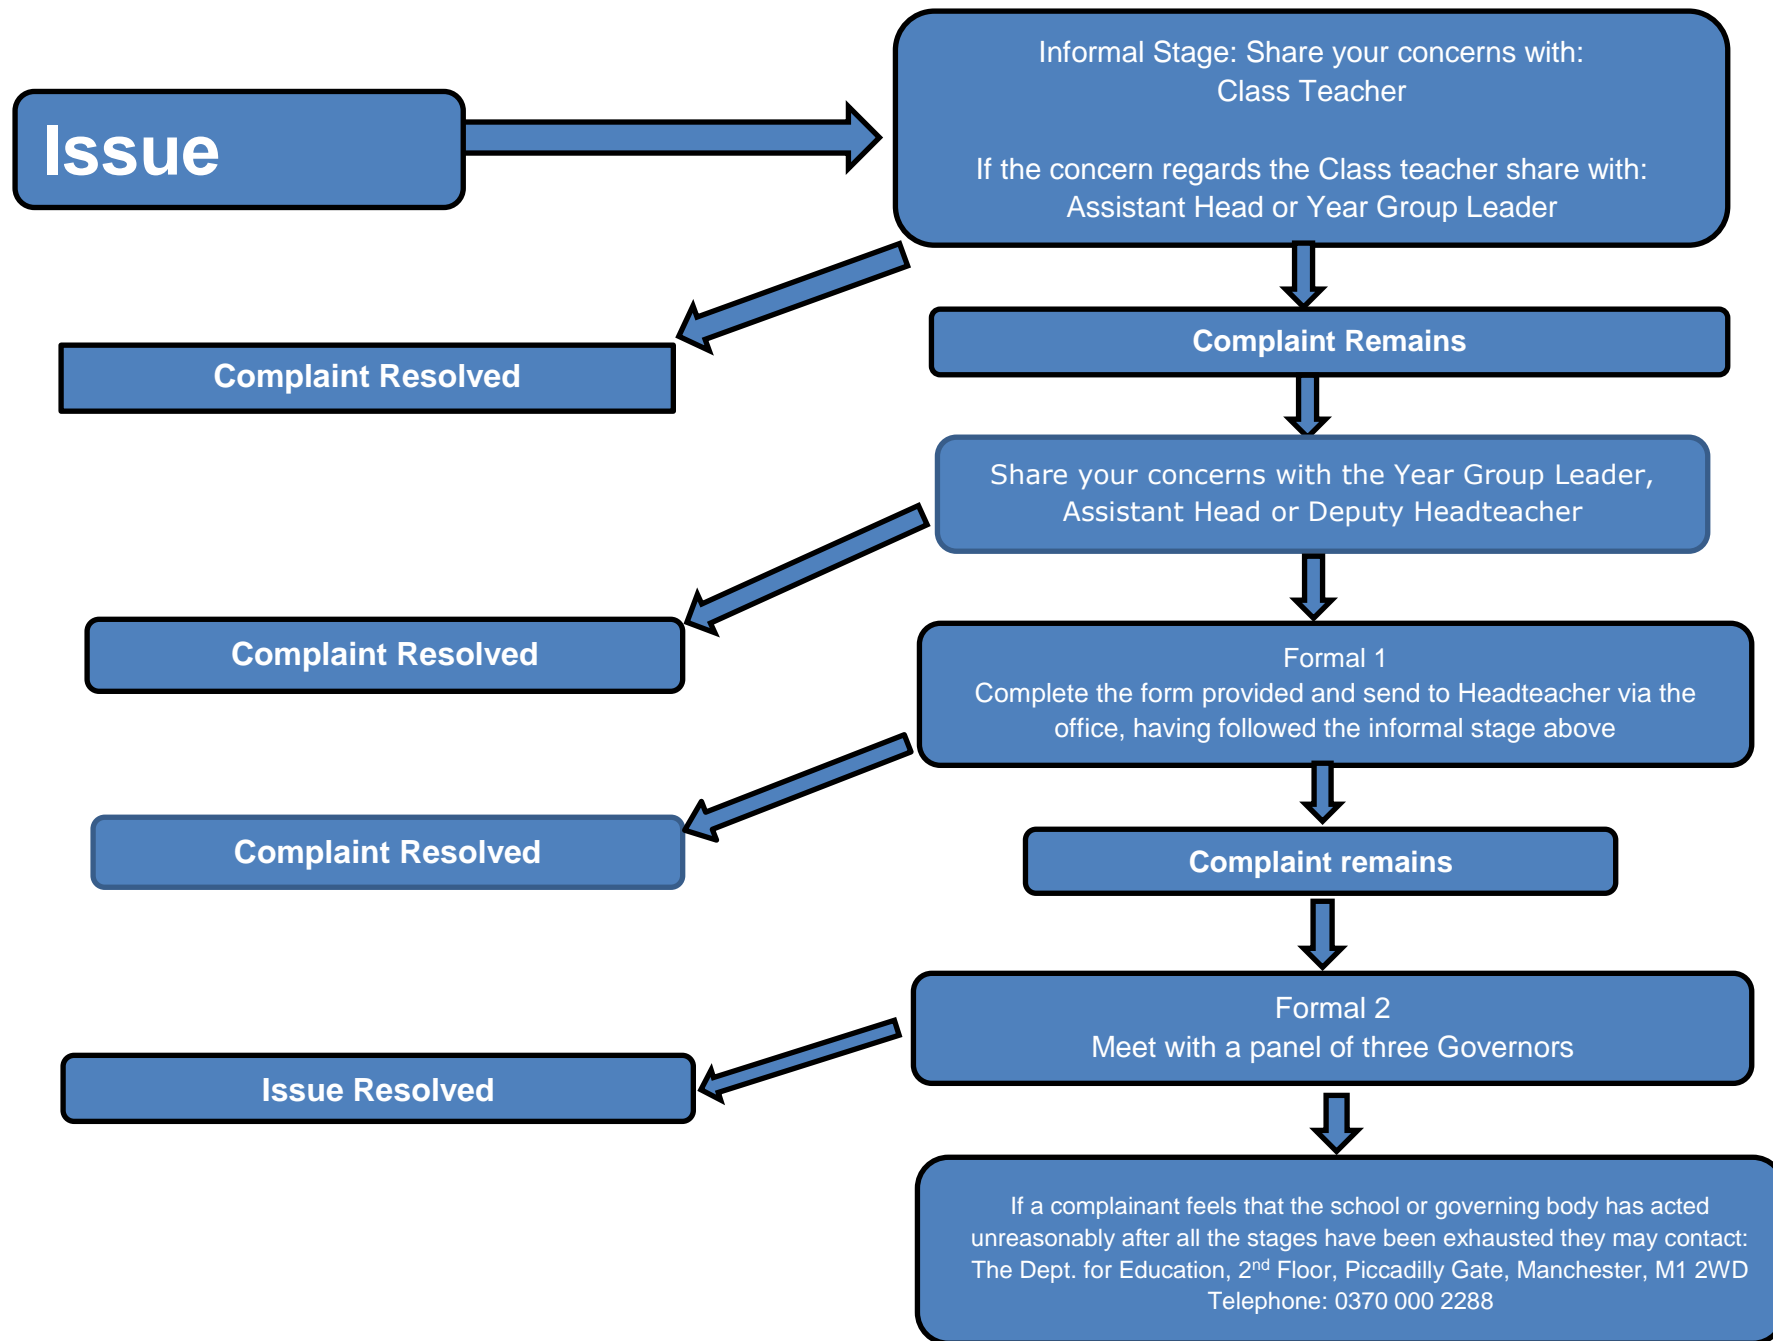 Issue
Informal Stage: Share your concerns with:
Class Teacher
If the concern regards the Class teacher share with:
Assistant Head or Year Group Leader
Complaint Resolved
Complaint Remains
Share your concerns with the Year Group Leader,
Assistant Head or Deputy Headteacher
Complaint Resolved
Formal 1
Complete the form provided and send to Headteacher via the
office, having followed the informal stage above
Complaint Resolved
Complaint remains
Formal 2
Meet with a panel of three Governors
Issue Resolved
If a complainant feels that the school or governing body has acted
unreasonably after all the stages have been exhausted they may contact:
The Dept. for Education, 2nd Floor, Piccadilly Gate, Manchester, M1 2WD
Telephone: 0370 000 2288